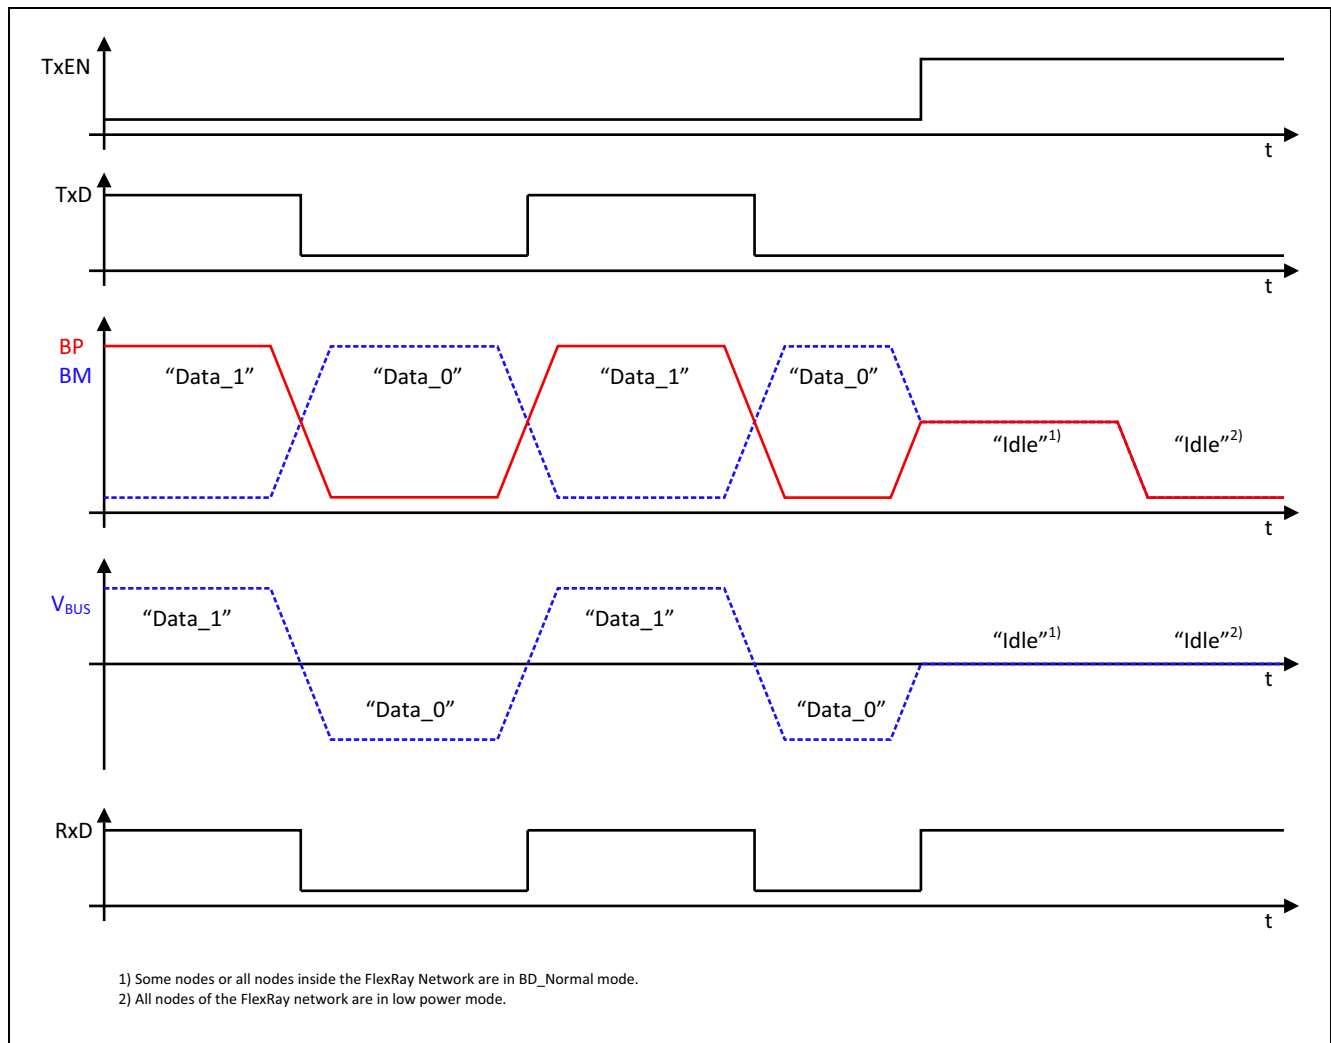 TxEN
t
TxD
t
BP
BM
“Data_1”
“Data_0”
“Data_1”
“Data_0”
“Idle”1)
“Idle”2)
t
VBUS
“Data_1”
“Data_0”
“Data_1”
“Data_0”
“Idle”1)
“Idle”2)
t
RxD
t
1) Some nodes or all nodes inside the FlexRay Network are in BD_Normal mode.
2) All nodes of the FlexRay network are in low power mode.